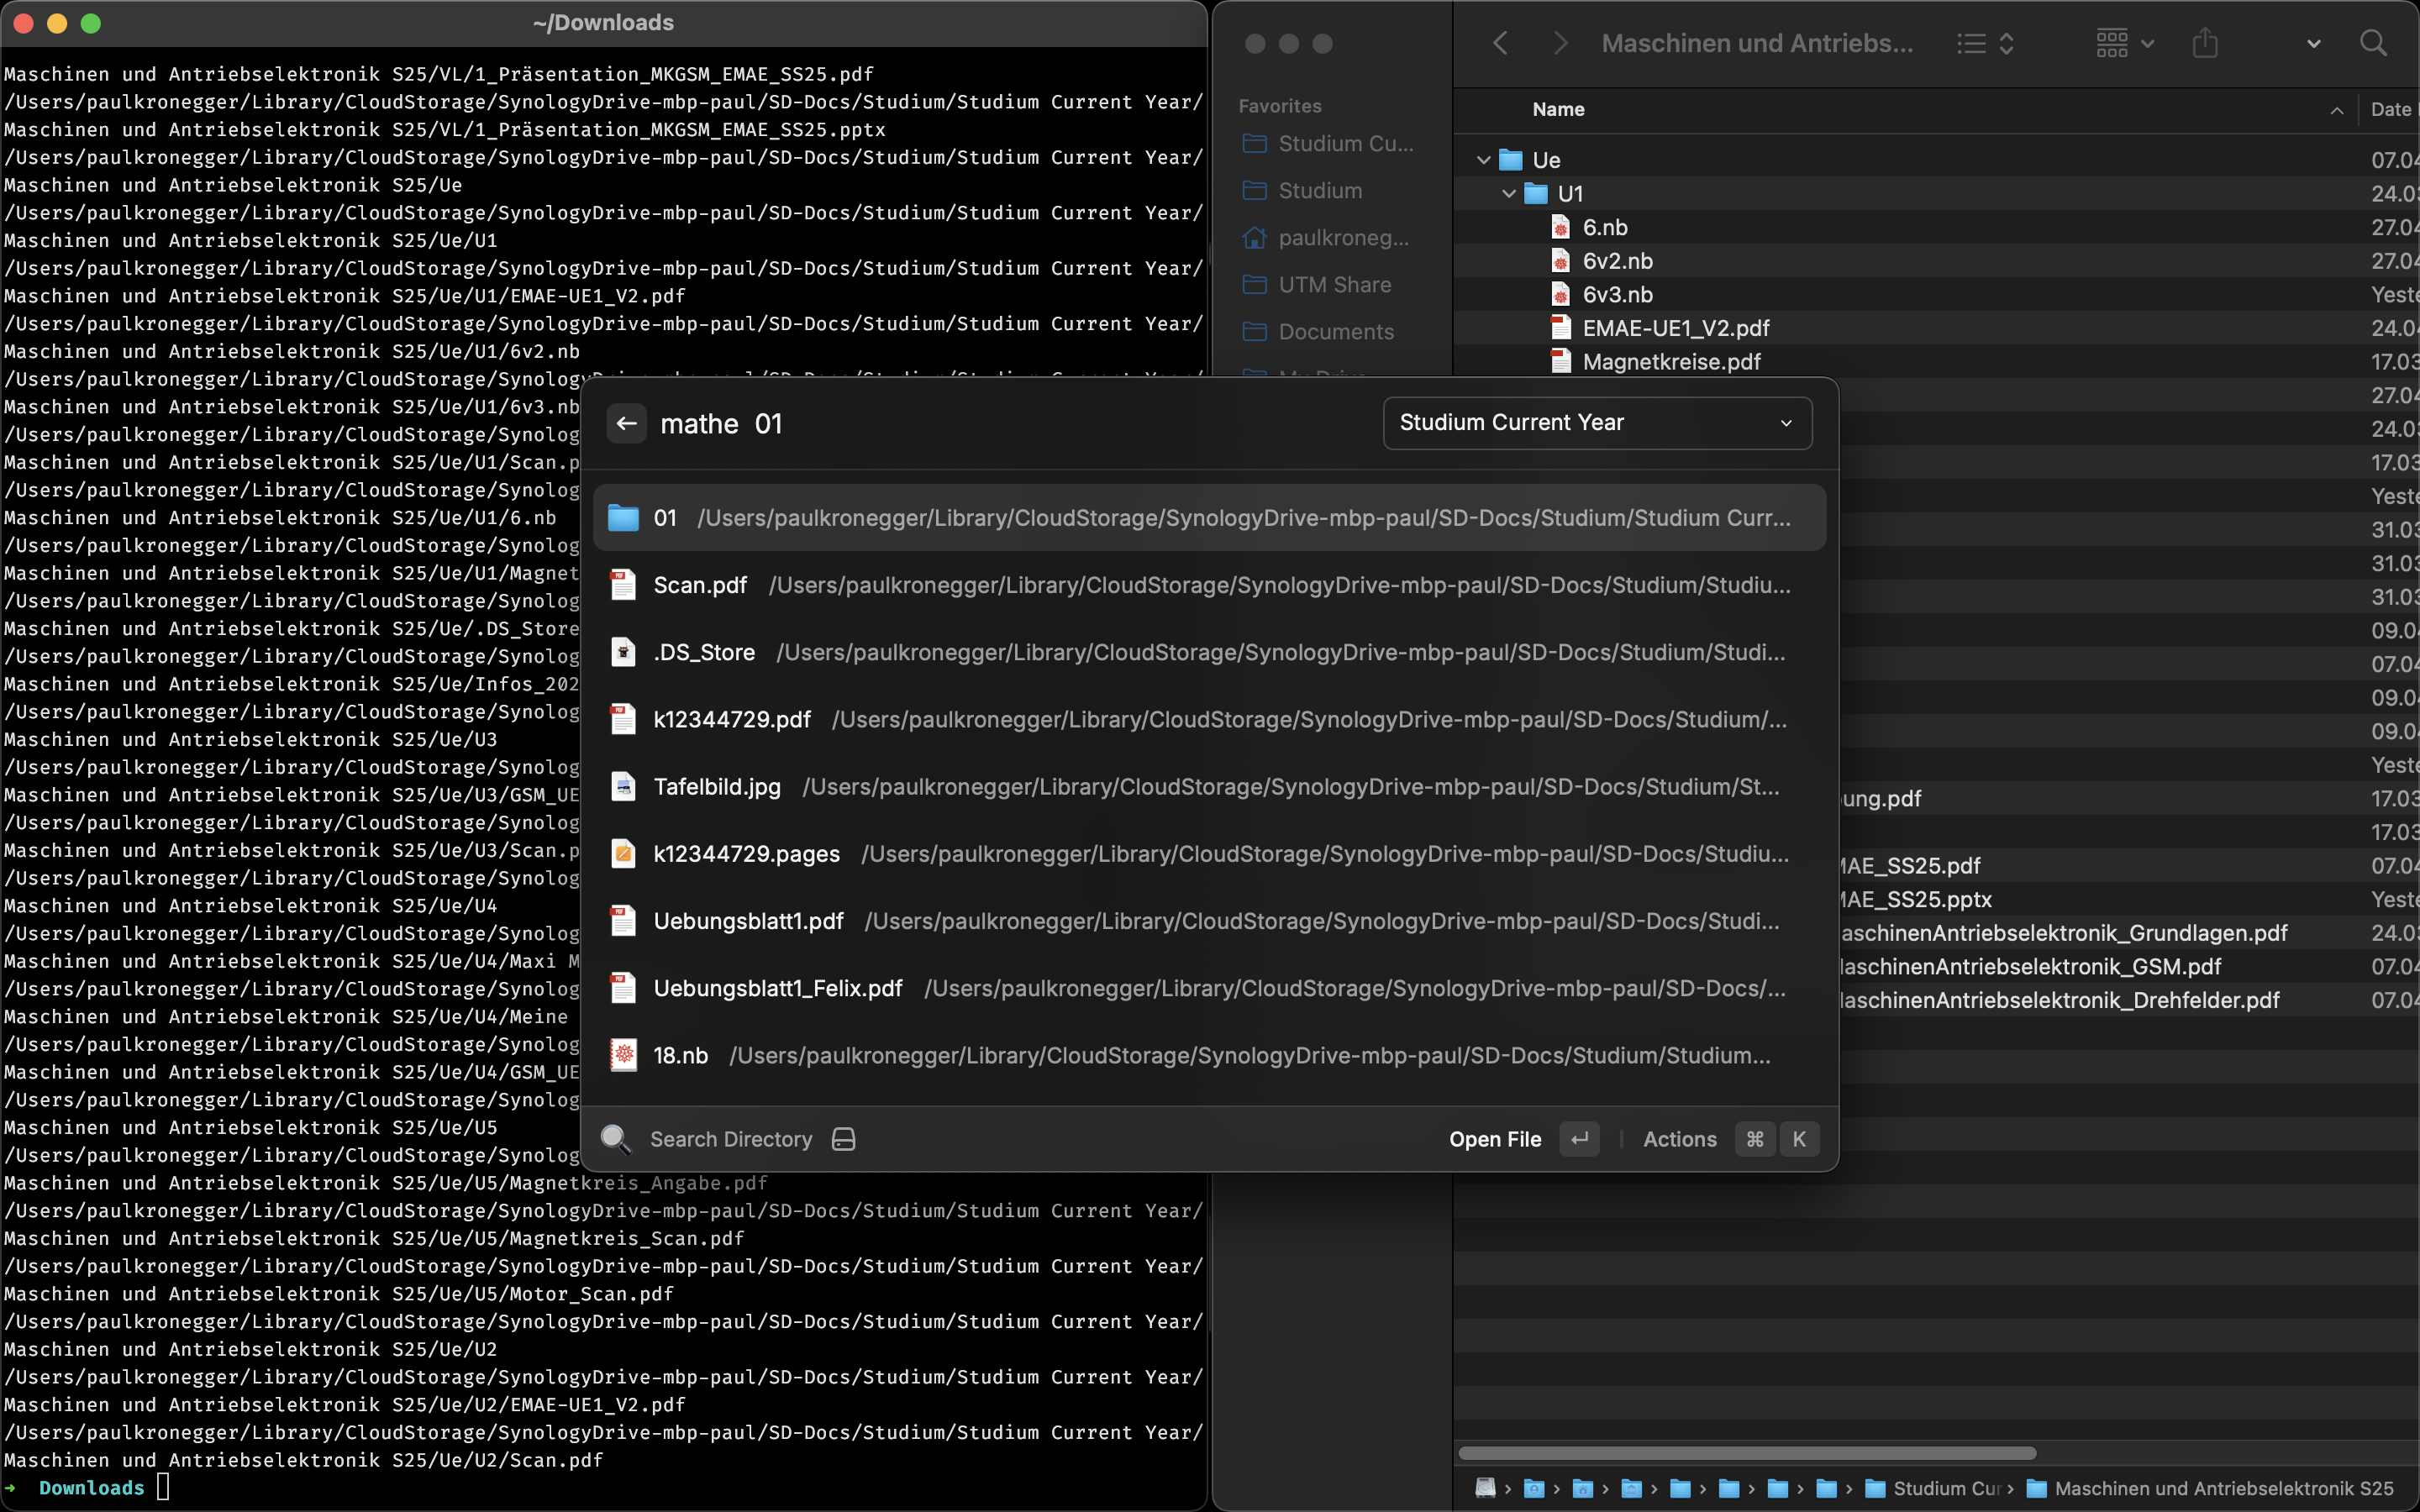 ~/Downloads
Maschinen und Antriebselektronik S25/VL/1_Präsentation_MKGSM_EMAE_SS25.pdf
/Users/paulkronegger/Library/CloudStorage/SynologyDrive-mbp-paul/SD-Docs/Studium/Studium Current Year/
Maschinen und Antriebselektronik S25/VL/1_Präsentation_MKGSM_EMAE_SS25.pptx
/Users/paulkronegger/Library/CloudStorage/SynologyDrive-mbp-paul/SD-Docs/Studium/Studium Current Year/
Maschinen und Antriebselektronik S25/Ue
/Users/paulkronegger/Library/CloudStorage/SynologyDrive-mbp-paul/SD-Docs/Studium/Studium Current Year/
Maschinen und Antriebselektronik S25/Ue/U1
/Users/paulkronegger/Library/CloudStorage/SynologyDrive-mbp-paul/SD-Docs/Studium/Studium Current Year/
Maschinen und Antriebselektronik S25/Ue/U1/EMAE-UE1_V2.pdf
/Users/paulkronegger/Library/CloudStorage/SynologyDrive-mbp-paul/SD-Docs/Studium/Studium Current Year/
Maschinen und Antriebselektronik S25/Ue/U1/6v2.nb
/Users/paulkronegger/Library/CloudStorage/Synology
Maschinen und Antriebselektronik S25/Ue/U1/6v3.nb
/Users/paulkronegger/Library/CloudStorage/Synolog
Maschinen und Antriebselektronik S25/Ue/U1/Scan.p
/Users/paulkronegger/Library/CloudStorage/Synolog
Maschinen und Antriebselektronik S25/Ue/U1/6.nb
/Users/paulkronegger/Library/CloudStorage/Synolog
Maschinen und Antriebselektronik S25/Ue/U1/Magnet
/Users/paulkronegger/Library/CloudStorage/Synolog
Maschinen und Antriebselektronik S25/Ue/.DS_Store
/Users/paulkronegger/Library/CloudStorage/Synolog
Maschinen und Antriebselektronik S25/Ue/Infos_202
/Users/paulkronegger/Library/CloudStorage/Synolog
Maschinen und Antriebselektronik S25/Ue/U3
/Users/paulkronegger/Library/CloudStorage/Synolog
Maschinen und Antriebselektronik S25/Ue/U3/GSM_UE
/Users/paulkronegger/Library/CloudStorage/Synolog
Maschinen und Antriebselektronik S25/Ue/U3/Scan.p
/Users/paulkronegger/Library/CloudStorage/Synolog
Maschinen und Antriebselektronik S25/Ue/U4
/Users/paulkronegger/Library/CloudStorage/Synolog
Maschinen und Antriebselektronik S25/Ue/U4/Maxi M
/Users/paulkronegger/Library/CloudStorage/Synolog
Maschinen und Antriebselektronik S25/Ue/U4/Meine
/Users/paulkronegger/Library/CloudStorage/Synolog
Maschinen und Antriebselektronik S25/Ue/U4/GSM_UE
/Users/paulkronegger/Library/CloudStorage/Synolog
Maschinen und Antriebselektronik S25/Ue/U5
/Users/paulkronegger/Library/CloudStorage/Synolog
Maschinen und Antriebselektronik S25/Ue/U5/Magnetkreis_Angabe.pdf
/Users/paulkronegger/Library/CloudStorage/SynologyDrive-mbp-paul/SD-Docs/Studium/Studium Current Year/
Maschinen und Antriebselektronik S25/Ue/U5/Magnetkreis_Scan.pdf
/Users/paulkronegger/Library/CloudStorage/SynologyDrive-mbp-paul/SD-Docs/Studium/Studium Current Year/
Maschinen und Antriebselektronik S25/Ue/U5/Motor_Scan.pdf
/Users/paulkronegger/Library/CloudStorage/SynologyDrive-mbp-paul/SD-Docs/Studium/Studium Current Year/
Maschinen und Antriebselektronik S25/Ue/U2
/Users/paulkronegger/Library/CloudStorage/SynologyDrive-mbp-paul/SD-Docs/Studium/Studium Current Year/
Maschinen und Antriebselektronik S25/Ue/U2/EMAE-UE1_V2.pdf
/Users/paulkronegger/Library/CloudStorage/SynologyDrive-mbp-paul/SD-Docs/Studium/Studium Current Year/
Maschinen und Antriebselektronik S25/Ue/U2/Scan.pdf
→ Downloads
mathe 01
Studium Current Year
01 /Users/paulkronegger/Library/CloudStorage/SynologyDrive-mbp-paul/SD-Docs/Studium/Studium Curr...
Scan.pdf /Users/paulkronegger/Library/CloudStorage/SynologyDrive-mbp-paul/SD-Docs/Studium/Studiu...
.DS_Store /Users/paulkronegger/Library/CloudStorage/SynologyDrive-mbp-paul/SD-Docs/Studium/Studi...
k12344729.pdf /Users/paulkronegger/Library/CloudStorage/SynologyDrive-mbp-paul/SD-Docs/Studium/...
Tafelbild.jpg /Users/paulkronegger/Library/CloudStorage/SynologyDrive-mbp-paul/SD-Docs/Studium/St...
k12344729.pages /Users/paulkronegger/Library/CloudStorage/SynologyDrive-mbp-paul/SD-Docs/Studiu...
Uebungsblatt1.pdf /Users/paulkronegger/Library/CloudStorage/SynologyDrive-mbp-paul/SD-Docs/Studi...
Uebungsblatt1_Felix.pdf /Users/paulkronegger/Library/CloudStorage/SynologyDrive-mbp-paul/SD-Docs/...
18.nb /Users/paulkronegger/Library/CloudStorage/SynologyDrive-mbp-paul/SD-Docs/Studium/Studium...
Search Directory
Open File ↵ Actions ⌘ K
Maschinen und Antriebs...
Favorites
Studium Cu...
Studium
paulkroneg...
UTM Share
Documents
Name
Date
Ue 07.04
U1 24.03
6.nb 27.04
6v2.nb 27.04
6v3.nb Yeste
EMAE-UE1_V2.pdf 24.04
Magnetkreise.pdf 17.03
27.04
24.03
17.03
Yeste
31.03
31.03
31.03
09.04
07.04
09.04
09.04
Yeste
ung.pdf 17.03
17.03
AE_SS25.pdf 07.04
AE_SS25.pptx Yeste
aschinenAntriebselektronik_Grundlagen.pdf 24.03
aschinenAntriebselektronik_GSM.pdf 07.04
aschinenAntriebselektronik_Drehfelder.pdf 07.04
Studium Cur
Maschinen und Antriebselektronik S25